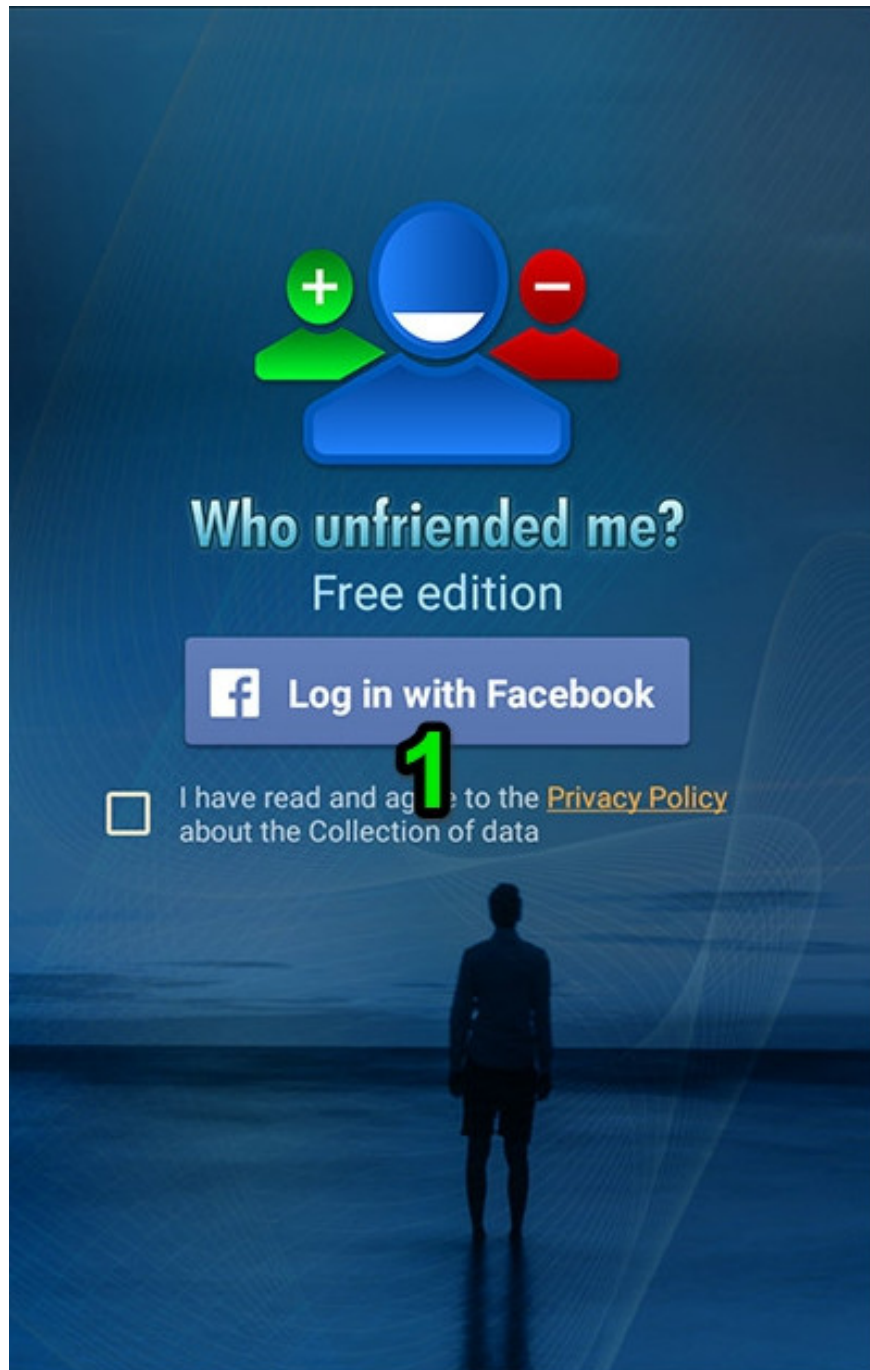 Who unfriended me?
Free edition
Log in with Facebook
1
I have read and to the Privacy Policy
about the Collection of data